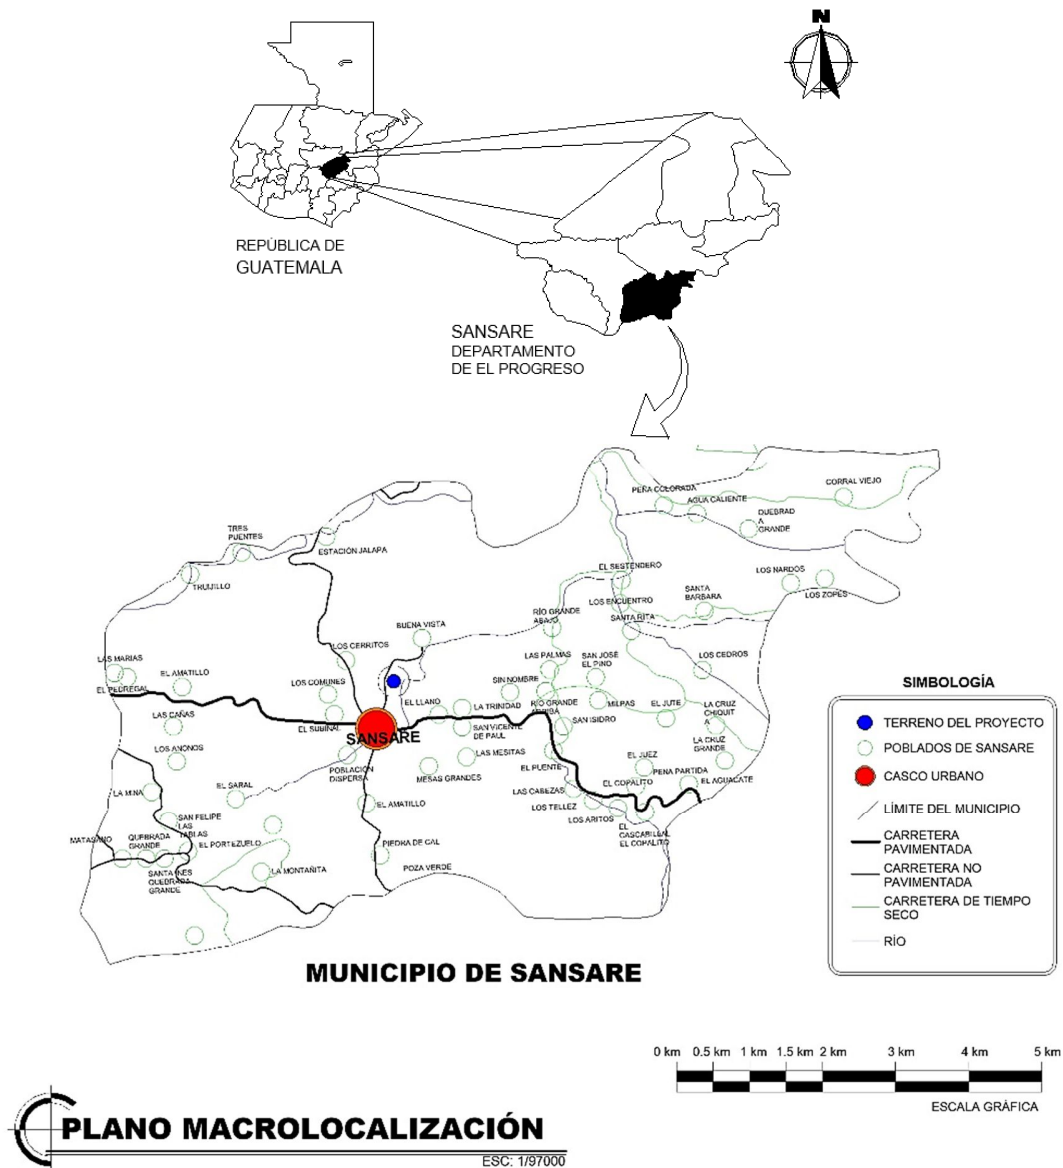 N
REPÚBLICA DE
GUATEMALA
SANSARE
DEPARTAMENTO
DE EL PROGRESO
PEÑA COLORADA
CORRAL VIEJO
AGUA CALIENTE
DUEBRAD
A
GRANDE
TRES
PUENTES
ESTACIÓN JALAPA
TRUJILLO
EL SESTENDERO
LOS NARDOS
LOS ZOPES
SANTA
BARBARA
LOS ENCUENTRO
RÍO GRANDE
ABAJO
SANTA RITA
BUENA VISTA
LOS CERRITOS
LAS MARIAS
EL PEDREGAL
EL AMATILLO
LOS COMUNES
EL LLANO
LAS PALMAS
SAN JOSÉ
EL PINO
LOS CEDROS
SIN NOMBRE
RÍO GRANDE
ARRIBA
MILPAS
LA TRINIDAD
LA CRUZ
CHIQUIT
A
EL JUTE
SAN ISIDRO
LAS CAÑAS
EL SUBINAL
SANSARE
SAN VICENTE
DE PAUL
LA CRUZ
GRANDE
LOS ANONOS
POBLACIÓN
DISPERSA
LAS MESITAS
MESAS GRANDES
EL PUENTE
EL JUEZ
PENA PARTIDA
EL AGUACATE
EL COPALITO
LAS CABEZAS
LOS TELLEZ
LOS ARITOS
EL
CASCABILLAL
EL COPALITO
LA MINA
EL SARAL
EL AMATILLO
SAN FELIPE
LAS
TABLAS
MATASANO
QUEBRADA
GRANDE
EL PORTEZUELO
SANTA INES
QUEBRADA
GRANDE
LA MONTAÑITA
PIEDRA DE CAL
POZA VERDE
MUNICIPIO DE SANSARE
SIMBOLOGÍA
TERRENO DEL PROYECTO
POBLADOS DE SANSARE
CASCO URBANO
LÍMITE DEL MUNICIPIO
CARRETERA
PAVIMENTADA
CARRETERA NO
PAVIMENTADA
CARRETERA DE TIEMPO
SECO
RÍO
0 km 0.5 km 1 km 1.5 km 2 km 3 km 4 km 5 km
ESCALA GRÁFICA
PLANO MACROLOCALIZACIÓN
ESC: 1/97000